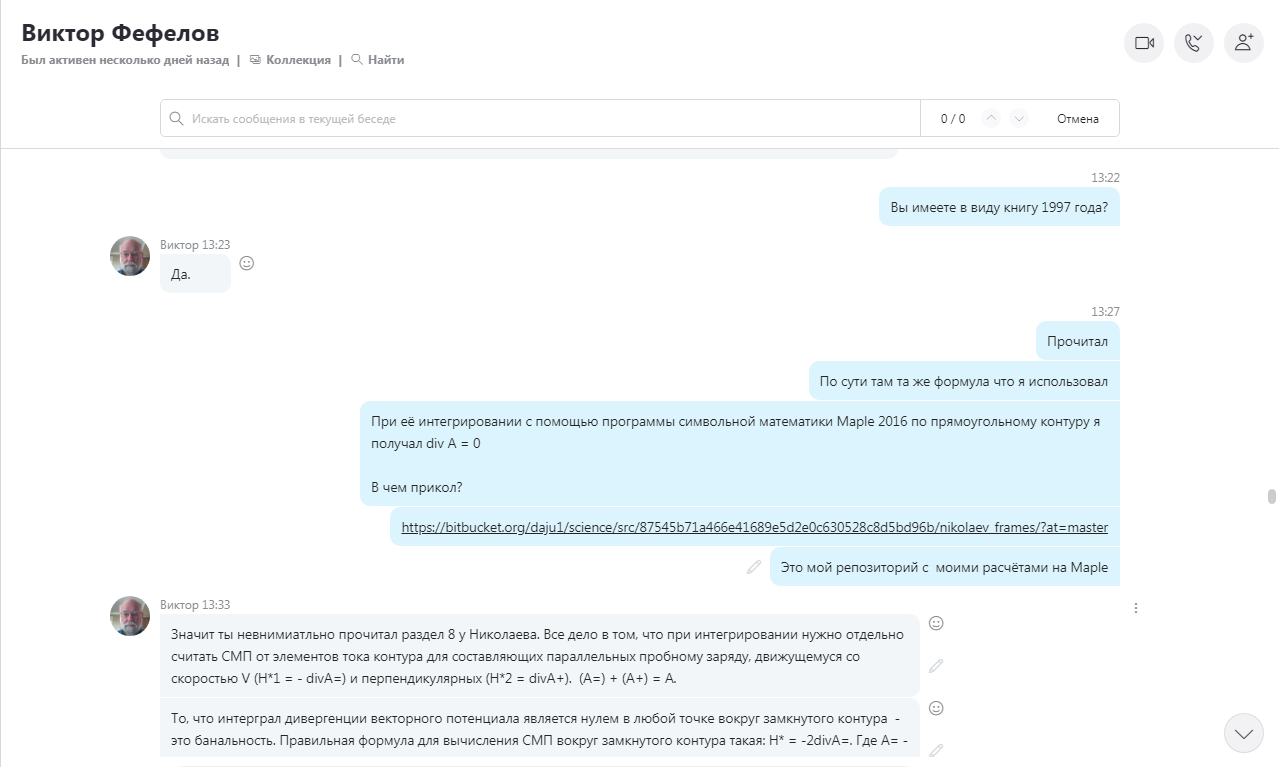 Виктор Фефелов
Был активен несколько дней назад | Коллекция | Найти
Искать сообщения в текущей беседе
0 / 0
Отмена
13:22
Вы имеете в виду книгу 1997 года?
Виктор 13:23
Да.
13:27
Прочитал
По сути там та же формула что я использовал
При её интегрировании с помощью программы символьной математики Maple 2016 по прямоугольному контуру я
получал div A = 0
В чем прикол?
https://bitbucket.org/daju1/science/src/87545b71a466e41689e5d2e0c630528c8d5bd96b/nikolaev_frames/?at=master
Это мой репозиторий с моими расчётами на Maple
Виктор 13:33
Значит ты невнимиатльно прочитал раздел 8 у Николаева. Все дело в том, что при интегрировании нужно отдельно
считать СМП от элементов тока контура для составляющих параллельных пробному заряду, движущемуся со
скоростью V (H*1 = - divA=) и перпендикулярных (H*2 = divA+). (A=) + (A+) = A.
То, что интерграл дивергенции векторного потенциала является нулем в любой точке вокруг замкнутого контура -
это банальность. Правильная формула для вычисления СМП вокруг замкнутого контура такая: H* = -2divA=. Где A= -